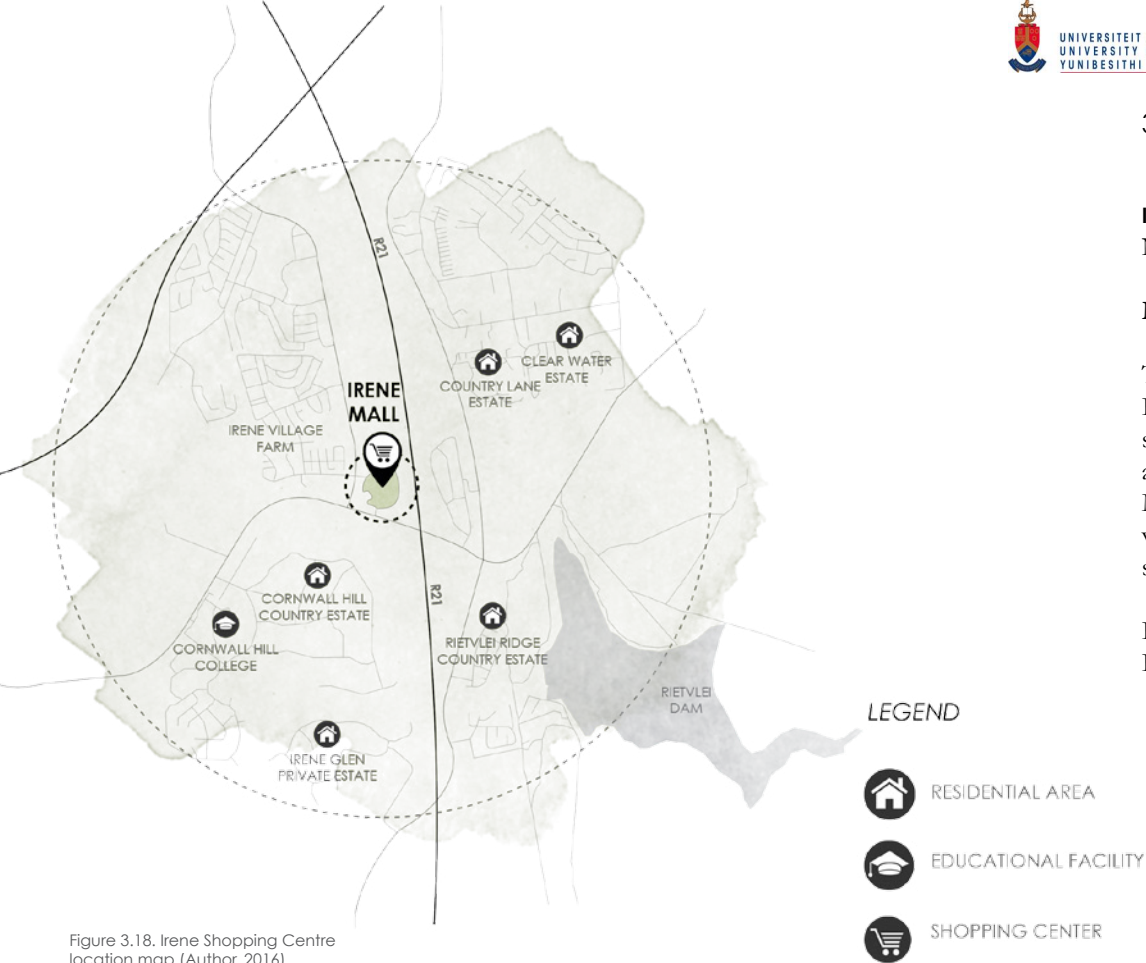 UNIVERSITEIT
UNIVERSITY
YUNIBESITHI
R21
CLEAR WATER
ESTATE
COUNTRY LANE
ESTATE
IRENE
MALL
IRENE VILLAGE
FARM
R21
CORNWALL HILL
COUNTRY ESTATE
CORNWALL HILL
COLLEGE
RIETVLEI RIDGE
COUNTRY ESTATE
RIETVLEI
DAM
IRENE GLEN
PRIVATE ESTATE
LEGEND
RESIDENTIAL AREA
EDUCATIONAL FACILITY
SHOPPING CENTER
Figure 3.18. Irene Shopping Centre
location map (Author, 2016)